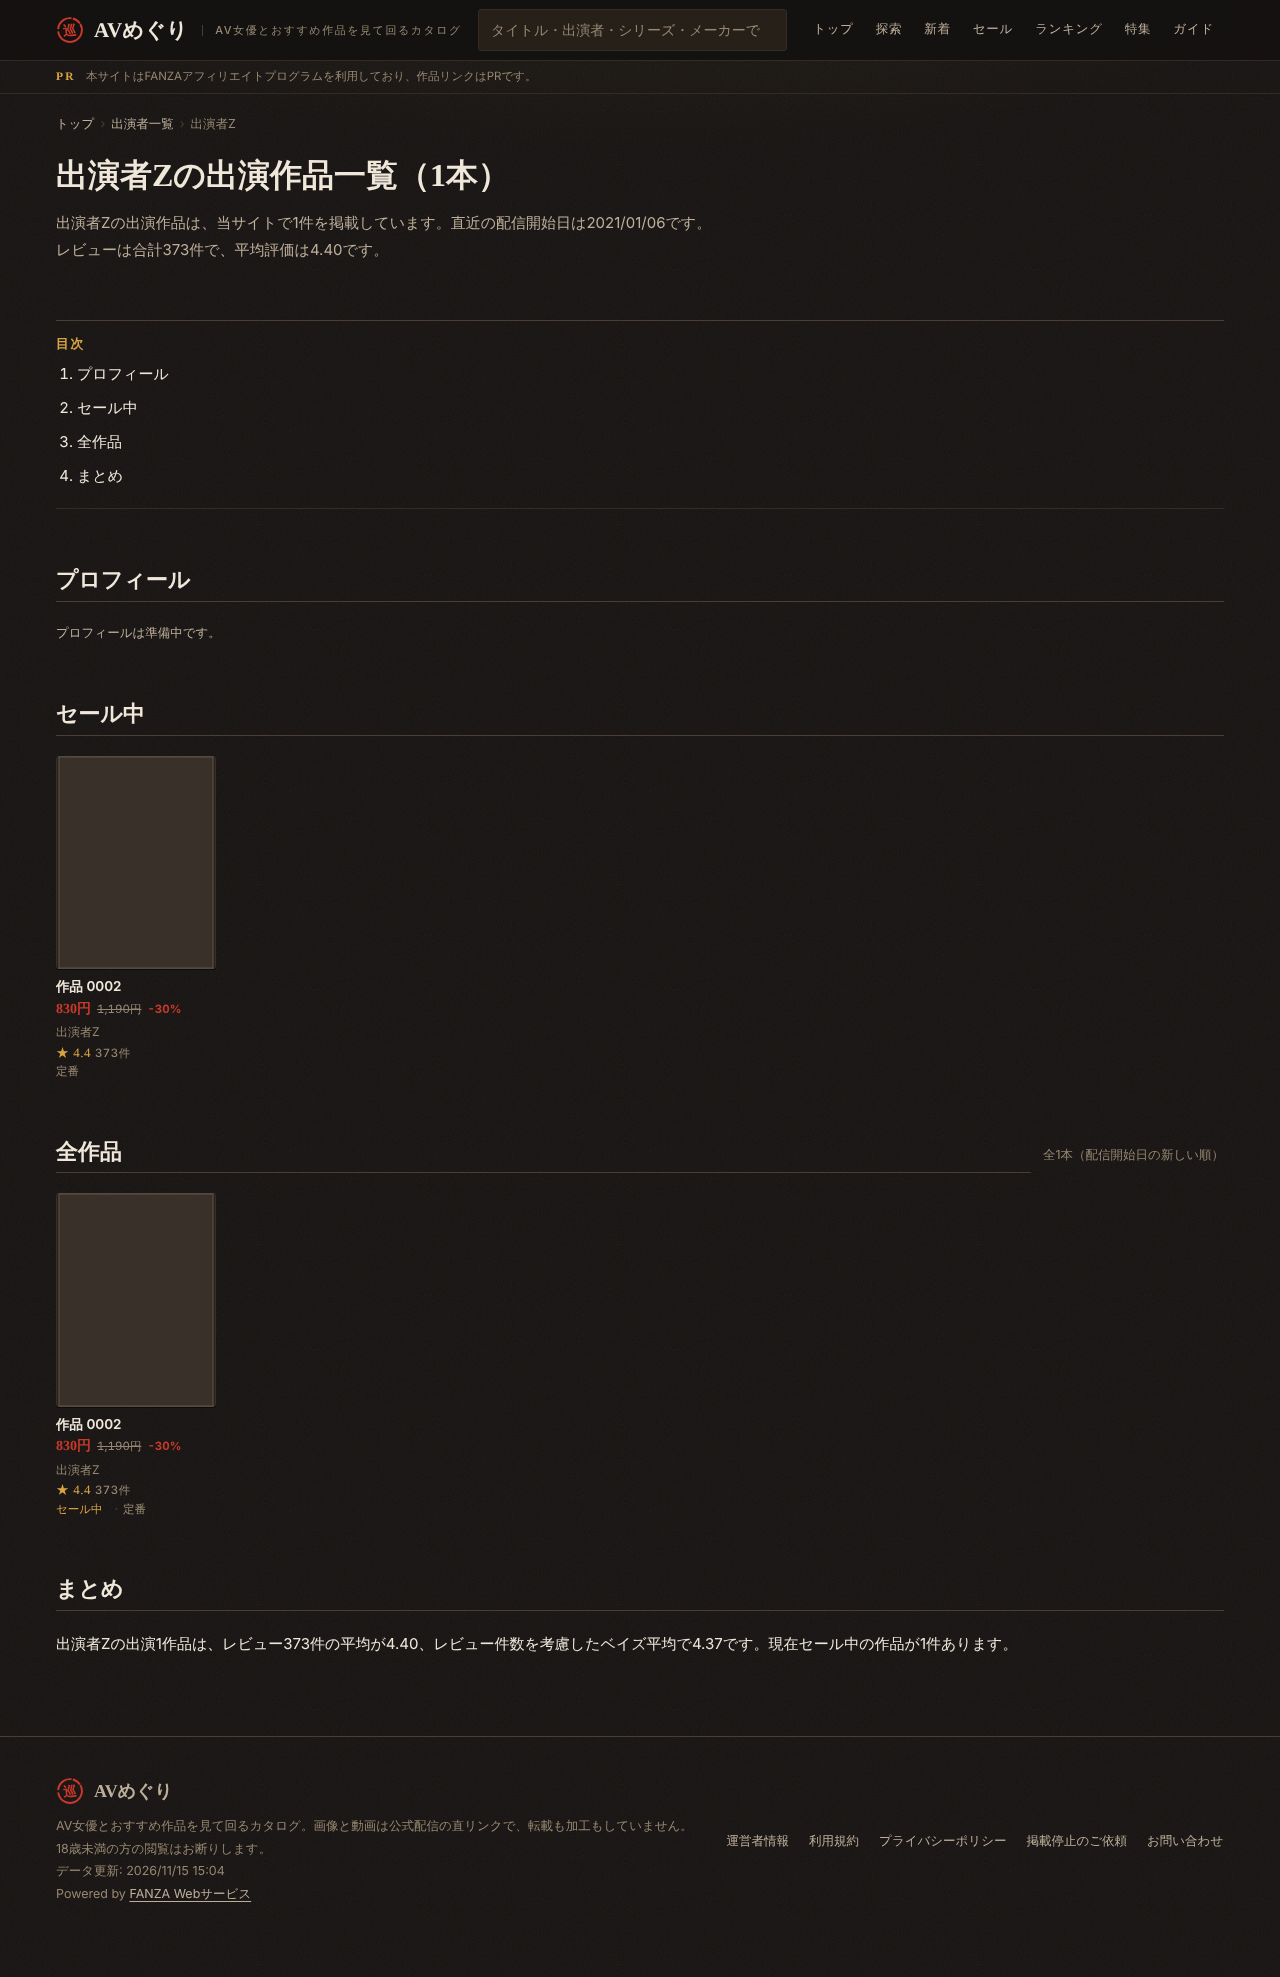 巡 AVめぐり AV女優とおすすめ作品を見て回るカタログ タイトル・出演者・シリーズ・メーカーで トップ 探索 新着 セール ランキング 特集 ガイド
PR 本サイトはFANZAアフィリエイトプログラムを利用しており、作品リンクはPRです。
トップ › 出演者一覧 › 出演者Z
出演者Zの出演作品一覧（1本）
出演者Zの出演作品は、当サイトで1件を掲載しています。直近の配信開始日は2021/01/06です。
レビューは合計373件で、平均評価は4.40です。
目次
1. プロフィール
2. セール中
3. 全作品
4. まとめ
プロフィール
プロフィールは準備中です。
セール中
作品 0002
830円 1,190円 -30%
出演者Z
★ 4.4 373件
定番
全作品 全1本（配信開始日の新しい順）
作品 0002
830円 1,190円 -30%
出演者Z
★ 4.4 373件
セール中 · 定番
まとめ
出演者Zの出演1作品は、レビュー373件の平均が4.40、レビュー件数を考慮したベイズ平均で4.37です。現在セール中の作品が1件あります。
巡 AVめぐり
AV女優とおすすめ作品を見て回るカタログ。画像と動画は公式配信の直リンクで、転載も加工もしていません。
18歳未満の方の閲覧はお断りします。
データ更新: 2026/11/15 15:04
Powered by FANZA Webサービス
運営者情報 利用規約 プライバシーポリシー 掲載停止のご依頼 お問い合わせ